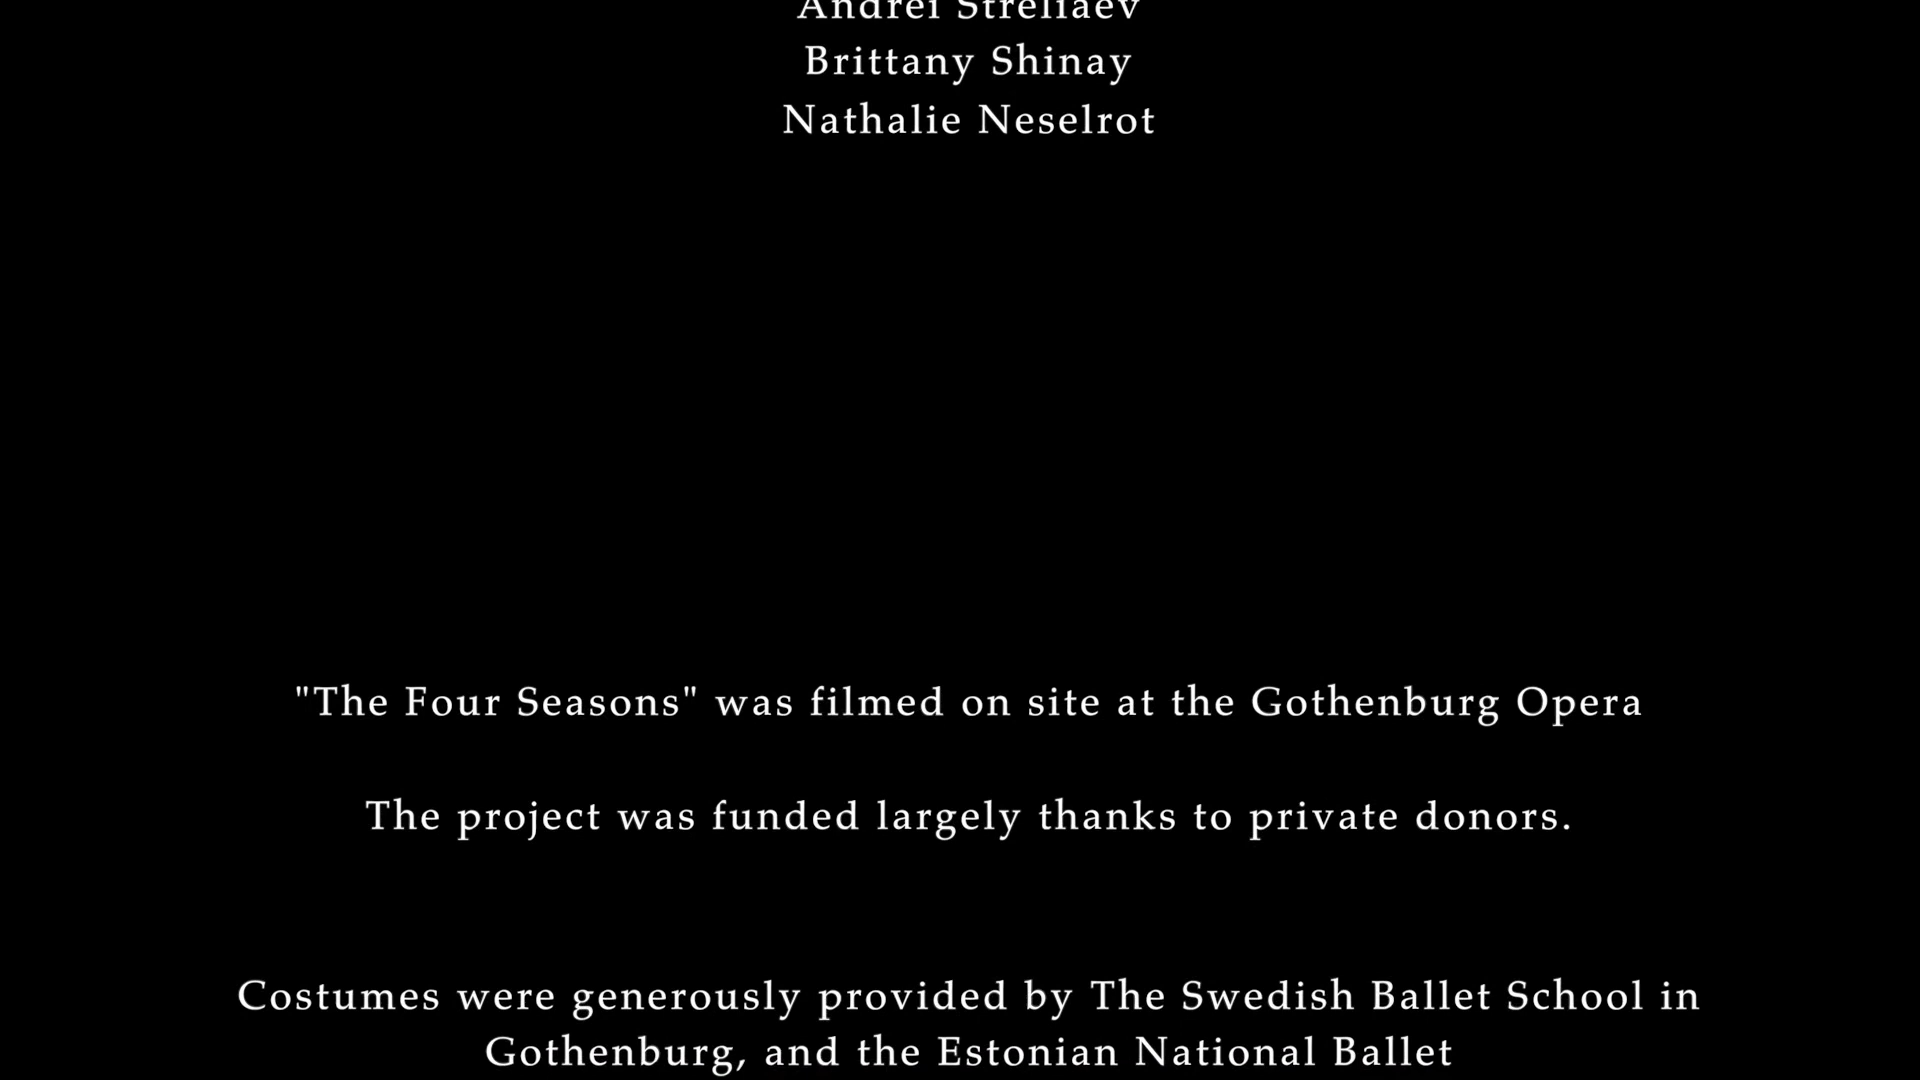 Andrei Streliaev
Brittany Shinay
Nathalie Neselrot
"The Four Seasons" was filmed on site at the Gothenburg Opera
The project was funded largely thanks to private donors.
Costumes were generously provided by The Swedish Ballet School in
Gothenburg, and the Estonian National Ballet